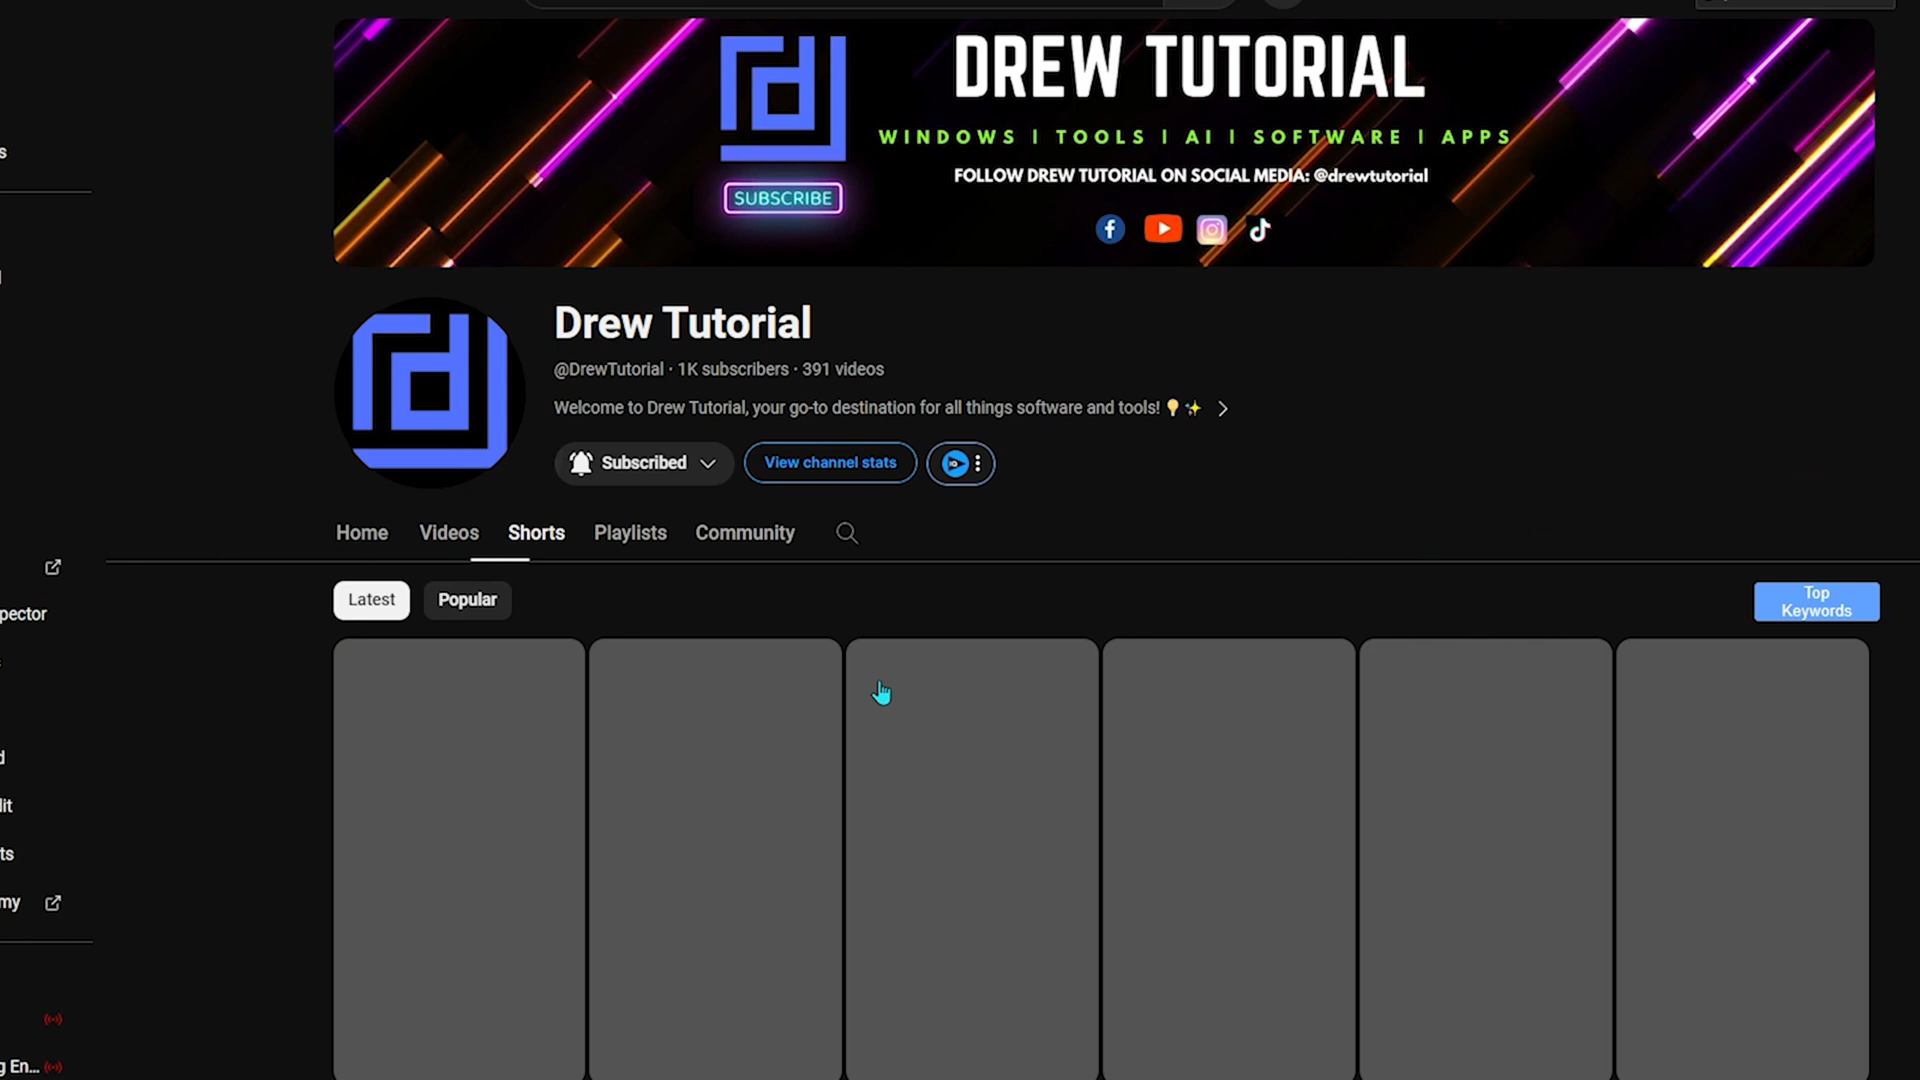 DREW TUTORIAL
WINDOWS | TOOLS | AI | SOFTWARE | APPS
FOLLOW DREW TUTORIAL ON SOCIAL MEDIA: @drewtutorial
SUBSCRIBE
Drew Tutorial
@DrewTutorial · 1K subscribers · 391 videos
Welcome to Drew Tutorial, your go-to destination for all things software and tools!
Subscribed
View channel stats
Home Videos Shorts Playlists Community
Latest Popular
Top
Keywords
s
pector
d
lit
ts
my
g En...